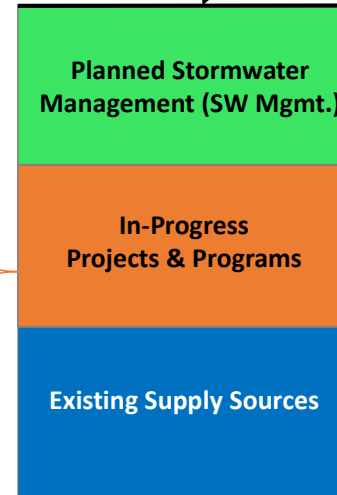 Planned Stormwater
Management (SW Mgmt.)
In-Progress
Projects & Programs
Existing Supply Sources